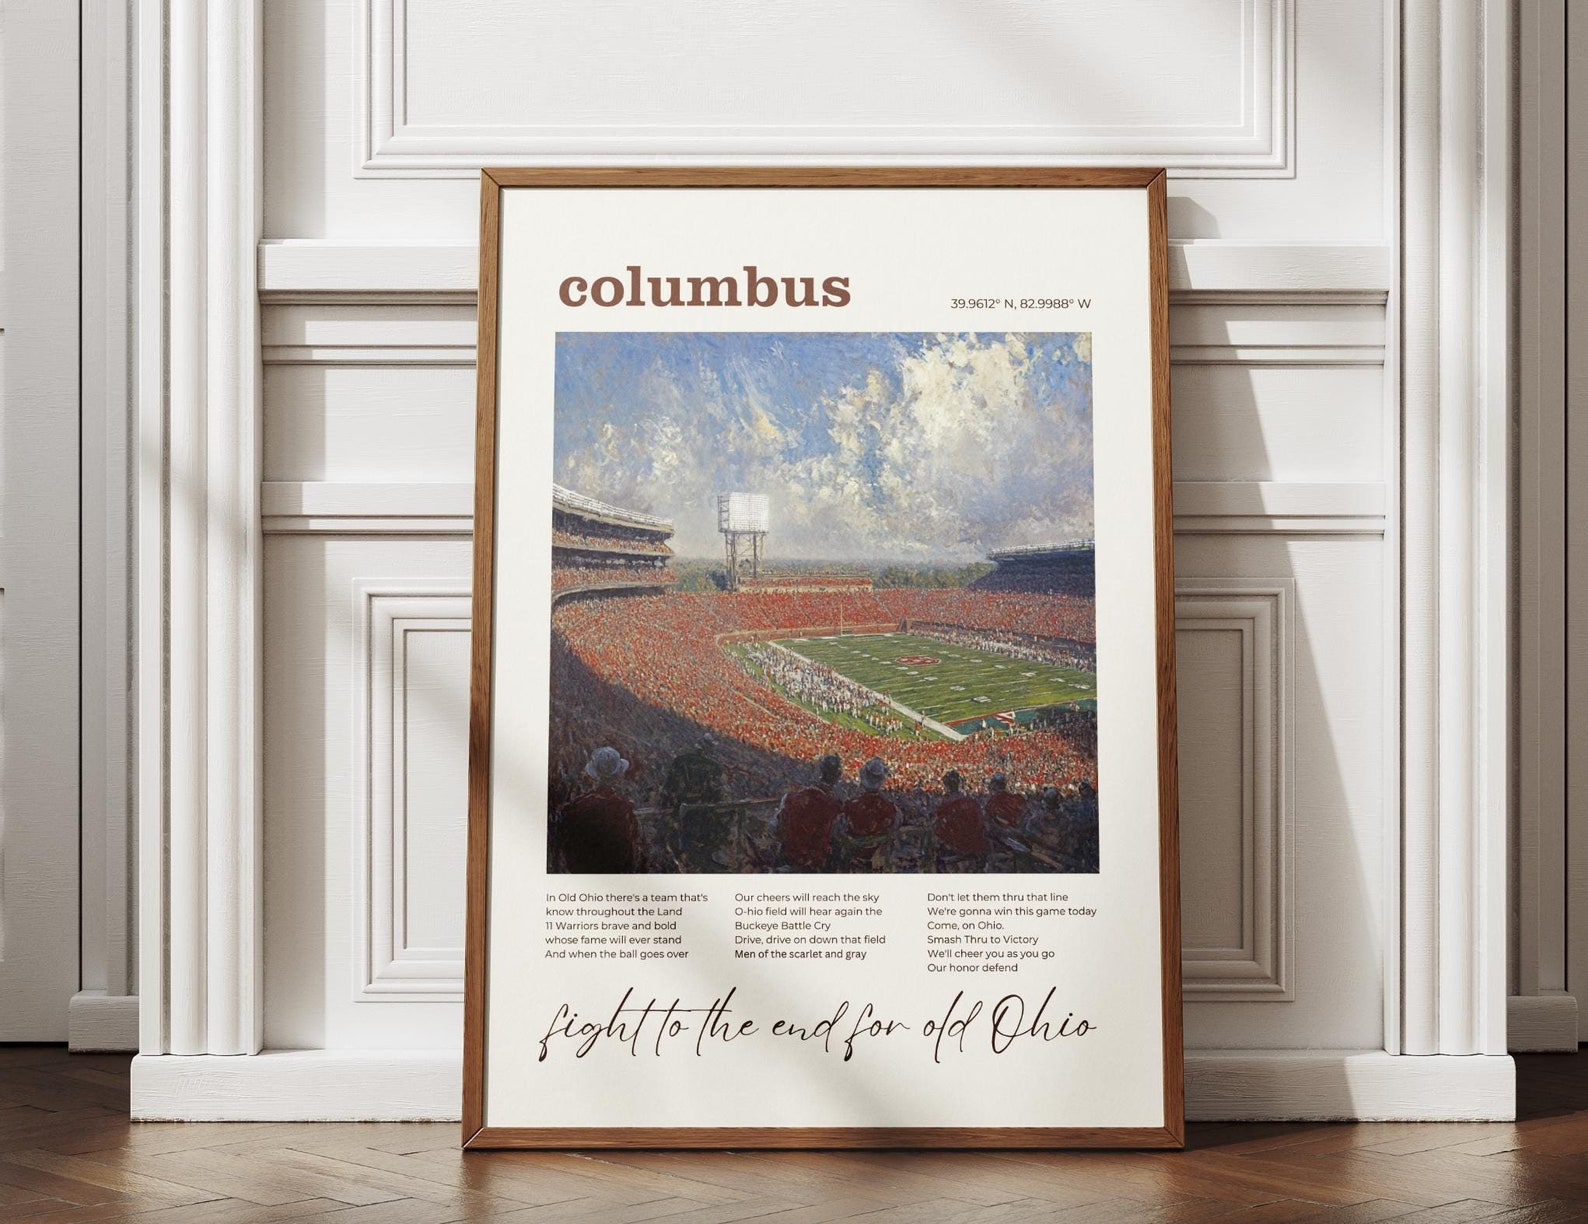 columbus
39.9612° N, 82.9988° W
In Old Ohio there's a team that's
know throughout the Land
11 Warriors brave and bold
whose fame will ever stand
And when the ball goes over
Our cheers will reach the sky
O-hio field will hear again the
Buckeye Battle Cry
Drive, drive on down that field
Men of the scarlet and gray
Don't let them thru that line
We're gonna win this game today
Come, on Ohio.
Smash Thru to Victory
We'll cheer you as you go
Our honor defend
fight to the end for old Ohio